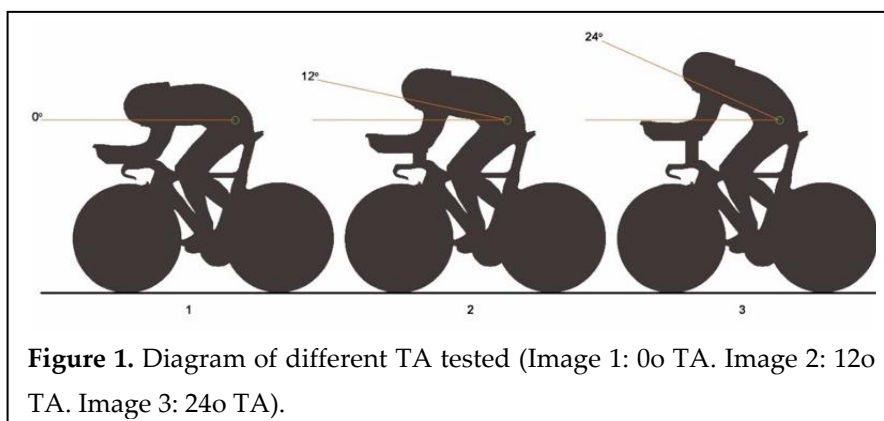 0º
12º
24º
1
2
3
Figure 1. Diagram of different TA tested (Image 1: 0o TA. Image 2: 12o
TA. Image 3: 24o TA).